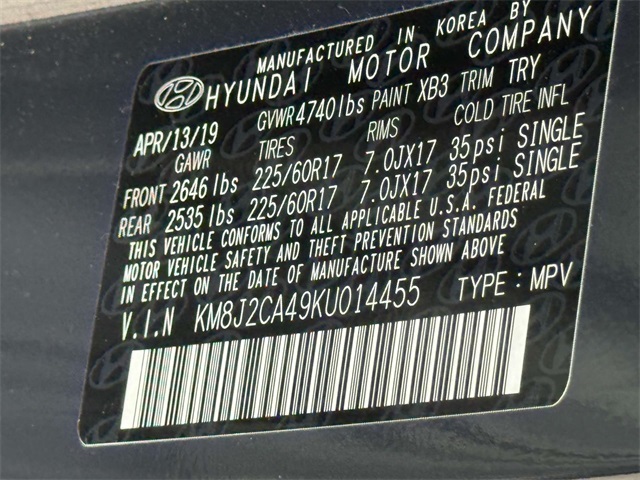 MANUFACTURED IN KOREA BY
HYUNDAI MOTOR COMPANY
APR/13/19 GVWR 4740lbs PAINT XB3 TRIM TRY
GAWR TIRES RIMS COLD TIRE INFL
FRONT 2646 lbs 225/60R17 7.0JX17 35psi SINGLE
REAR 2535 lbs 225/60R17 7.0JX17 35psi SINGLE
THIS VEHICLE CONFORMS TO ALL APPLICABLE U.S.A. FEDERAL
MOTOR VEHICLE SAFETY AND THEFT PREVENTION STANDARDS
IN EFFECT ON THE DATE OF MANUFACTURE SHOWN ABOVE
V.I.N KM8J2CA49KU014455 TYPE : MPV